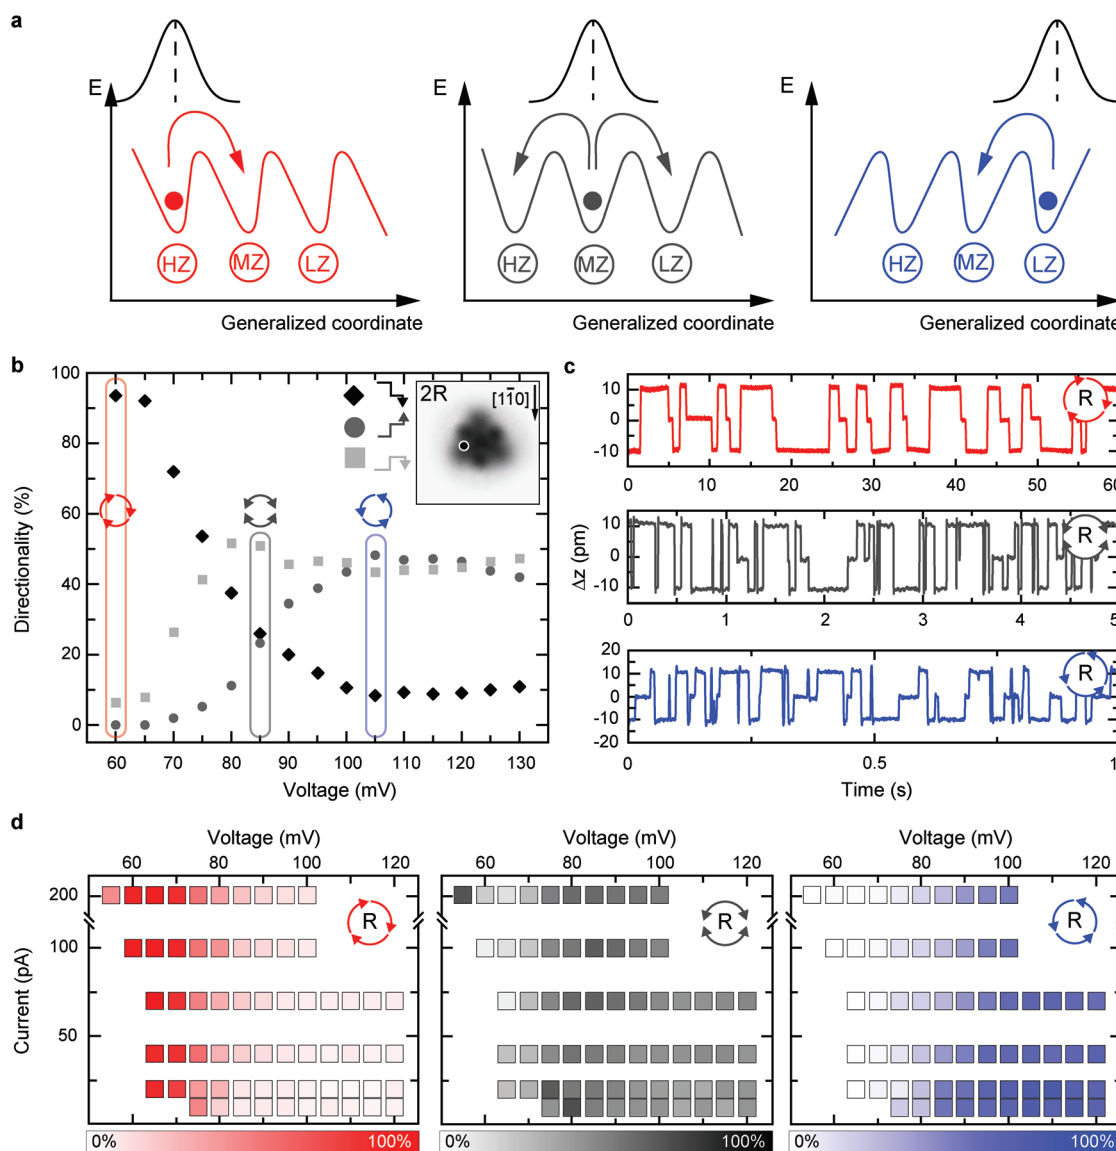 a
E
HZ MZ LZ
Generalized coordinate
E
HZ MZ LZ
Generalized coordinate
E
HZ MZ LZ
Generalized coordinate
b
Directionality (%)
100
80
60
40
20
0
2R
[11̅0]
60 70 80 90 100 110 120 130
Voltage (mV)
c
Δz (pm)
10
0
-10
R
0 10 20 30 40 50 60
10
0
-10
R
0 1 2 3 4 5
20
10
0
-10
-20
R
0 0.5 1
Time (s)
d
Voltage (mV) Voltage (mV) Voltage (mV)
60 80 100 120 60 80 100 120 60 80 100 120
Current (pA)
200
100
50
R R R
0% 100% 0% 100% 0% 100%